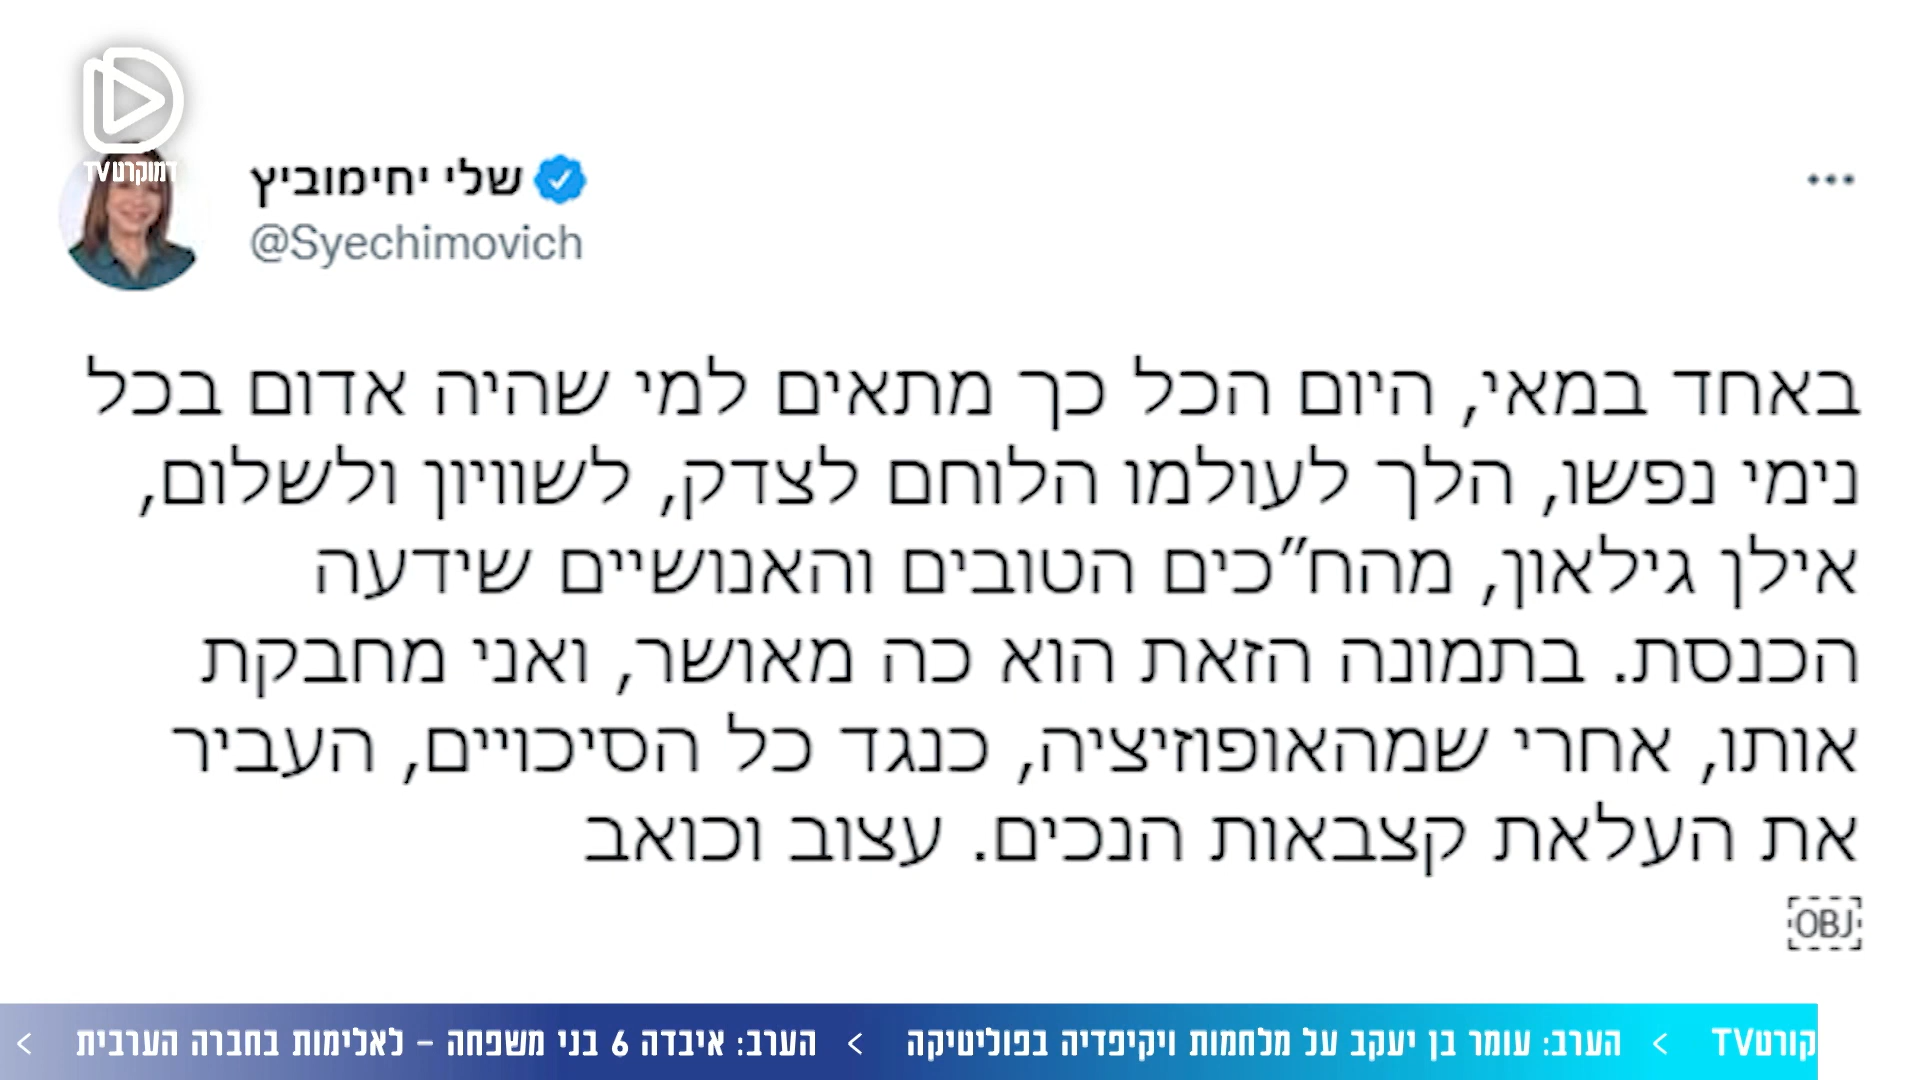 דמוקרטTV
שלי יחימוביץ
@Syechimovich
באחד במאי, היום הכל כך מתאים למי שהיה אדום בכל
נימי נפשו, הלך לעולמו הלוחם לצדק, לשוויון ולשלום,
אילן גילאון, מהח״כים הטובים והאנושיים שידעה
הכנסת. בתמונה הזאת הוא כה מאושר, ואני מחבקת
אותו, אחרי שמהאופוזיציה, כנגד כל הסיכויים, העביר
את העלאת קצבאות הנכים. עצוב וכואב
OBJ
קורטTV > הערב: עומר בן יעקב על מלחמות ויקיפדיה בפוליטיקה > הערב: איבדה 6 בני משפחה – לאלימות בחברה הערבית >